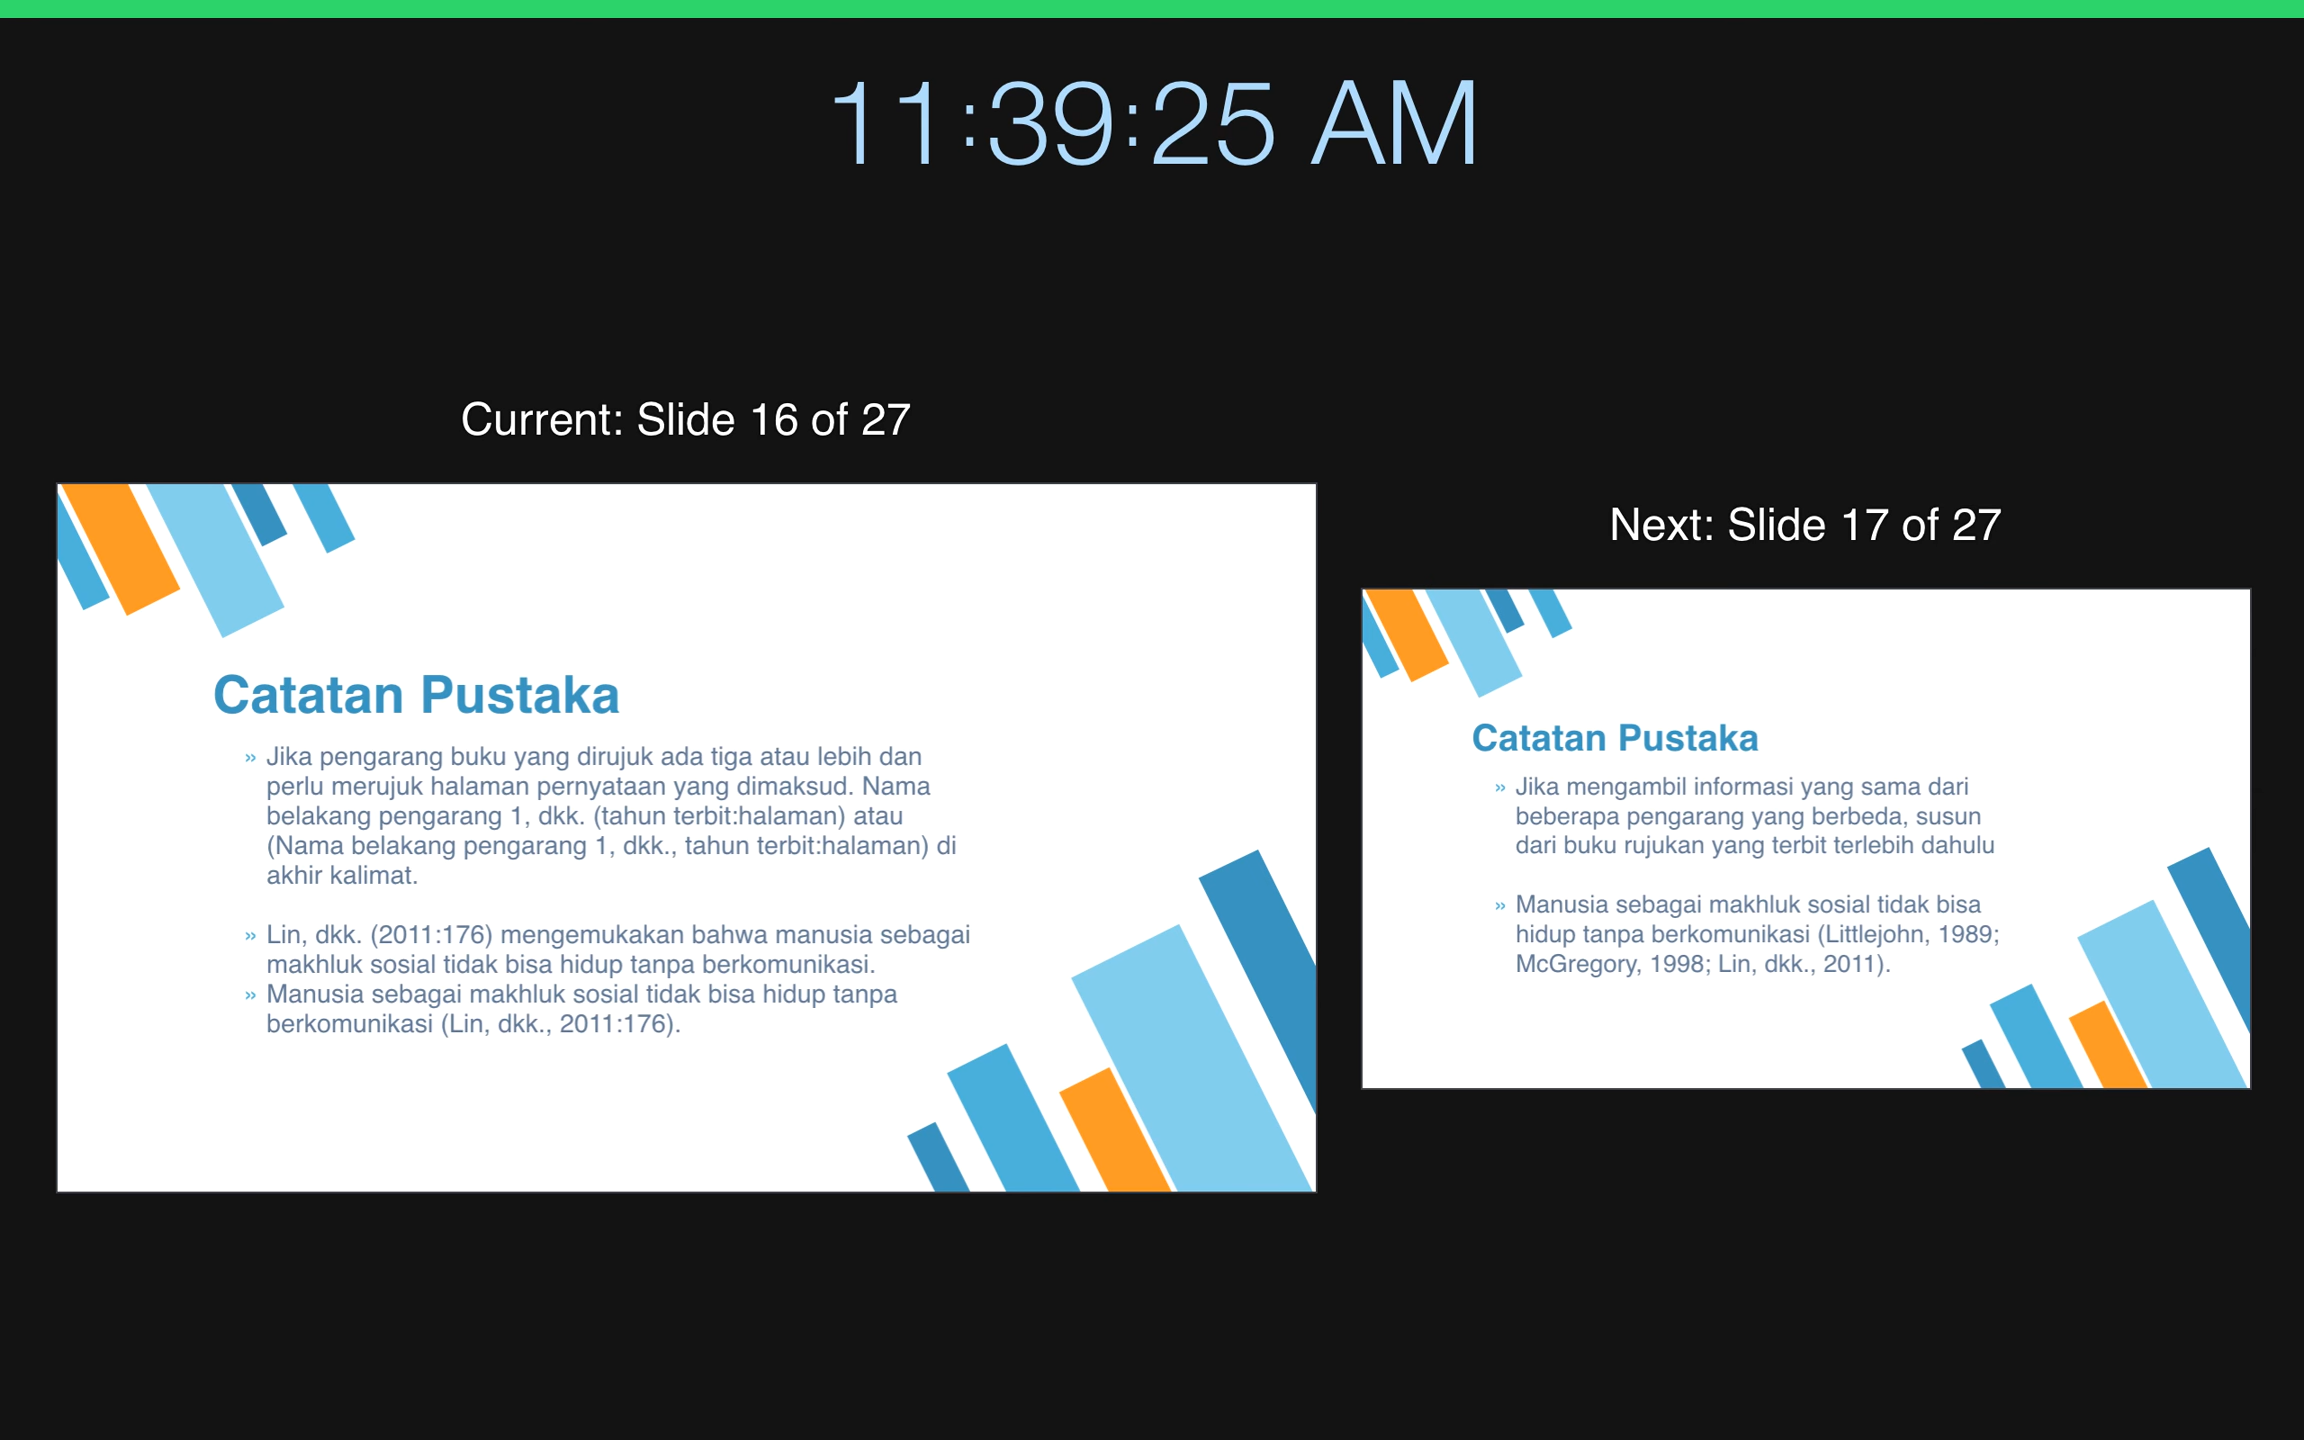 11:39:25 AM
Current: Slide 16 of 27
Catatan Pustaka
» Jika pengarang buku yang dirujuk ada tiga atau lebih dan
perlu merujuk halaman pernyataan yang dimaksud. Nama
belakang pengarang 1, dkk. (tahun terbit:halaman) atau
(Nama belakang pengarang 1, dkk., tahun terbit:halaman) di
akhir kalimat.
» Lin, dkk. (2011:176) mengemukakan bahwa manusia sebagai
makhluk sosial tidak bisa hidup tanpa berkomunikasi.
» Manusia sebagai makhluk sosial tidak bisa hidup tanpa
berkomunikasi (Lin, dkk., 2011:176).
Next: Slide 17 of 27
Catatan Pustaka
» Jika mengambil informasi yang sama dari
beberapa pengarang yang berbeda, susun
dari buku rujukan yang terbit terlebih dahulu
» Manusia sebagai makhluk sosial tidak bisa
hidup tanpa berkomunikasi (Littlejohn, 1989;
McGregory, 1998; Lin, dkk., 2011).